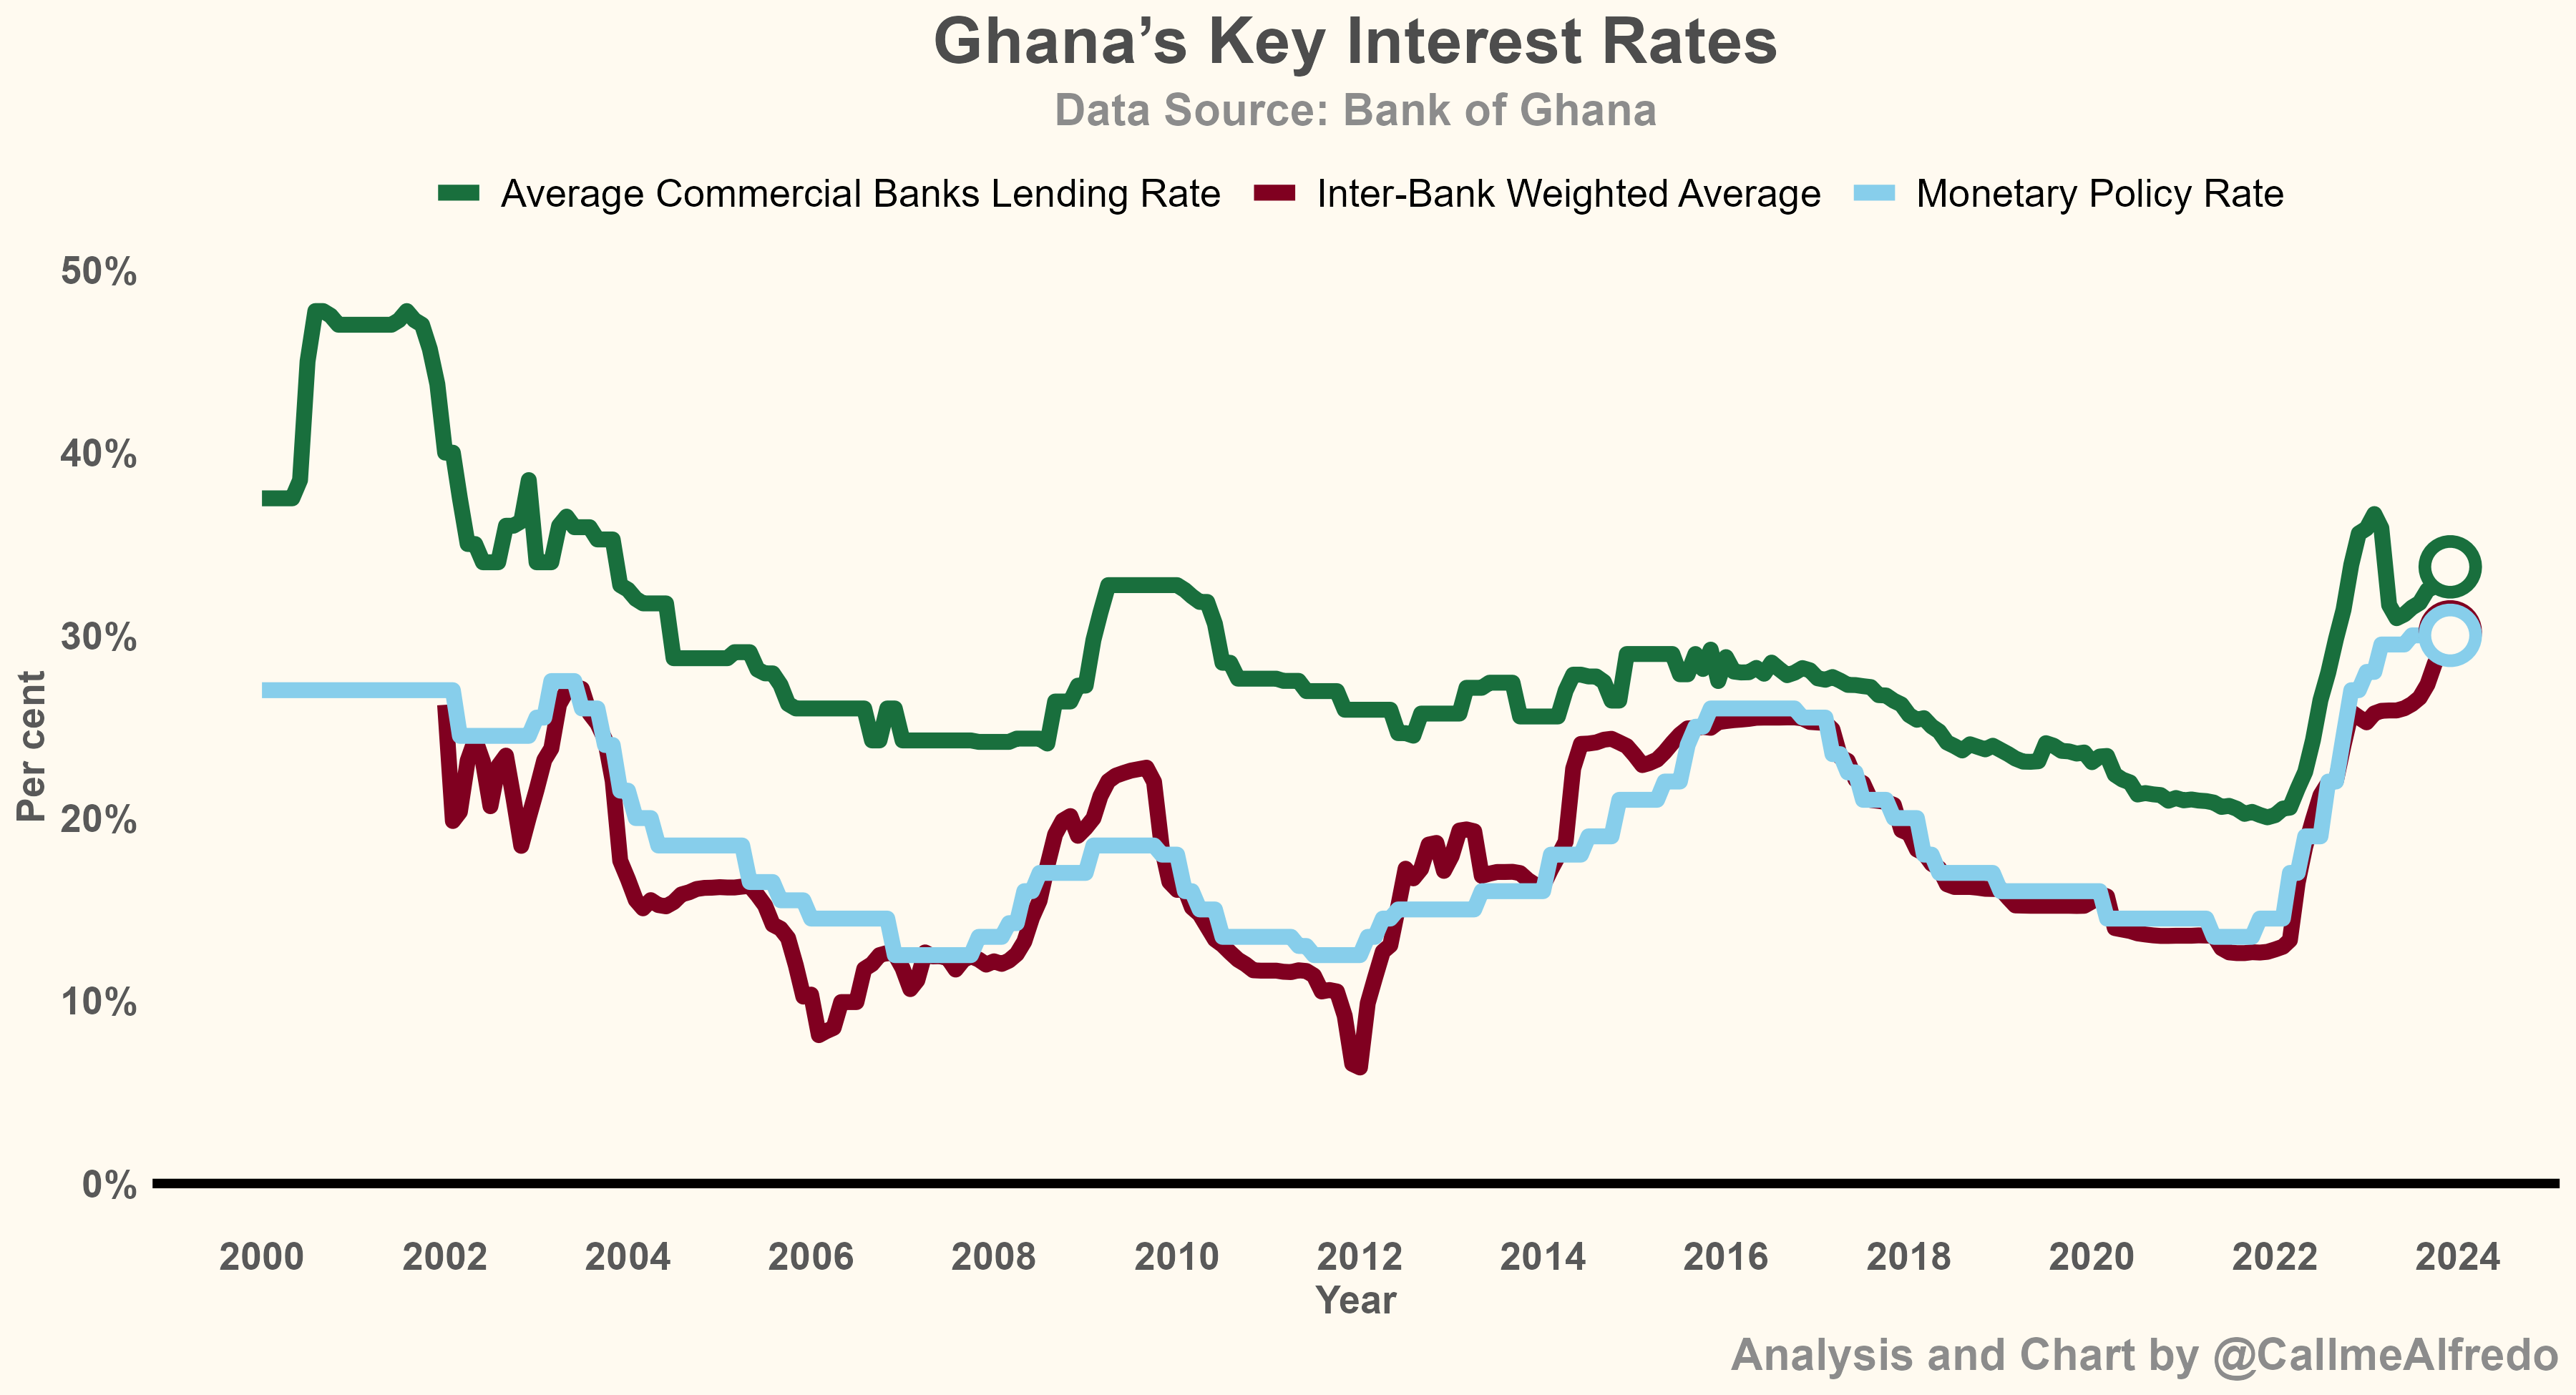 Ghana’s Key Interest Rates
Data Source: Bank of Ghana
Average Commercial Banks Lending Rate Inter-Bank Weighted Average Monetary Policy Rate
50%
40%
30%
20%
10%
0%
Per cent
2000 2002 2004 2006 2008 2010 2012 2014 2016 2018 2020 2022 2024
Year
Analysis and Chart by @CallmeAlfredo